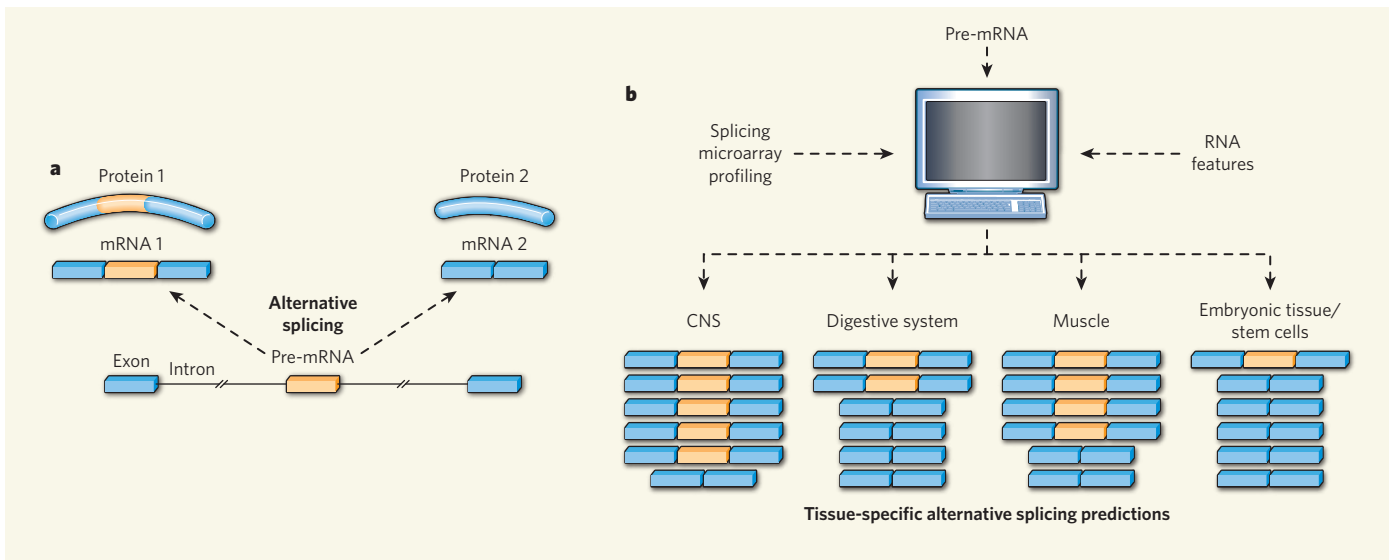 a
Protein 1
Protein 2
mRNA 1
mRNA 2
Alternative
splicing
Pre-mRNA
Exon
Intron
b
Pre-mRNA
Splicing
microarray
profiling
RNA
features
CNS
Digestive system
Muscle
Embryonic tissue/
stem cells
Tissue-specific alternative splicing predictions